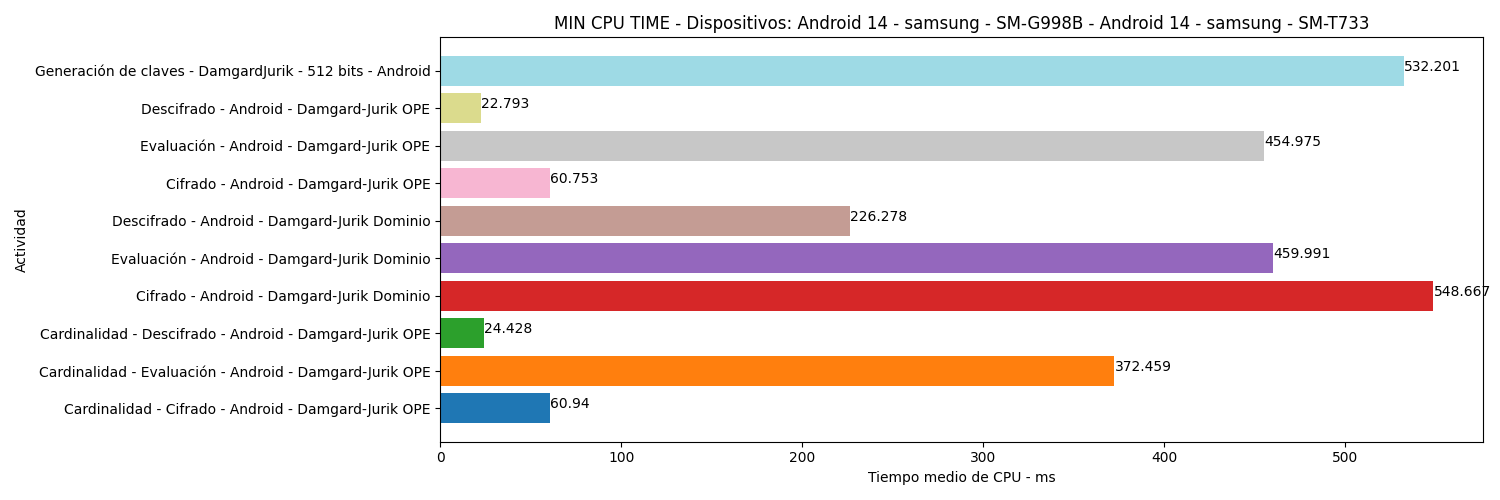 MIN CPU TIME - Dispositivos: Android 14 - samsung - SM-G998B - Android 14 - samsung - SM-T733
Generación de claves - DamgardJurik - 512 bits - Android 532.201
Descifrado - Android - Damgard-Jurik OPE 22.793
Evaluación - Android - Damgard-Jurik OPE 454.975
Cifrado - Android - Damgard-Jurik OPE 60.753
Descifrado - Android - Damgard-Jurik Dominio 226.278
Evaluación - Android - Damgard-Jurik Dominio 459.991
Cifrado - Android - Damgard-Jurik Dominio 548.667
Cardinalidad - Descifrado - Android - Damgard-Jurik OPE 24.428
Cardinalidad - Evaluación - Android - Damgard-Jurik OPE 372.459
Cardinalidad - Cifrado - Android - Damgard-Jurik OPE 60.94
Actividad
0 100 200 300 400 500
Tiempo medio de CPU - ms